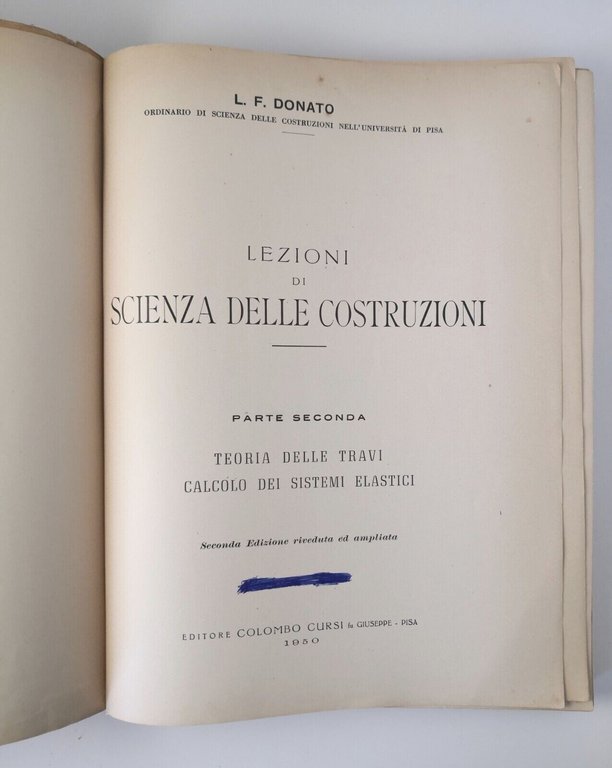 L. F. DONATO
ORDINARIO DI SCIENZA DELLE COSTRUZIONI NELL'UNIVERSITÀ DI PISA
LEZIONI
DI
SCIENZA DELLE COSTRUZIONI
PARTE SECONDA
TEORIA DELLE TRAVI
CALCOLO DEI SISTEMI ELASTICI
Seconda Edizione riveduta ed ampliata
EDITORE COLOMBO CURSI fu GIUSEPPE - PISA
1950